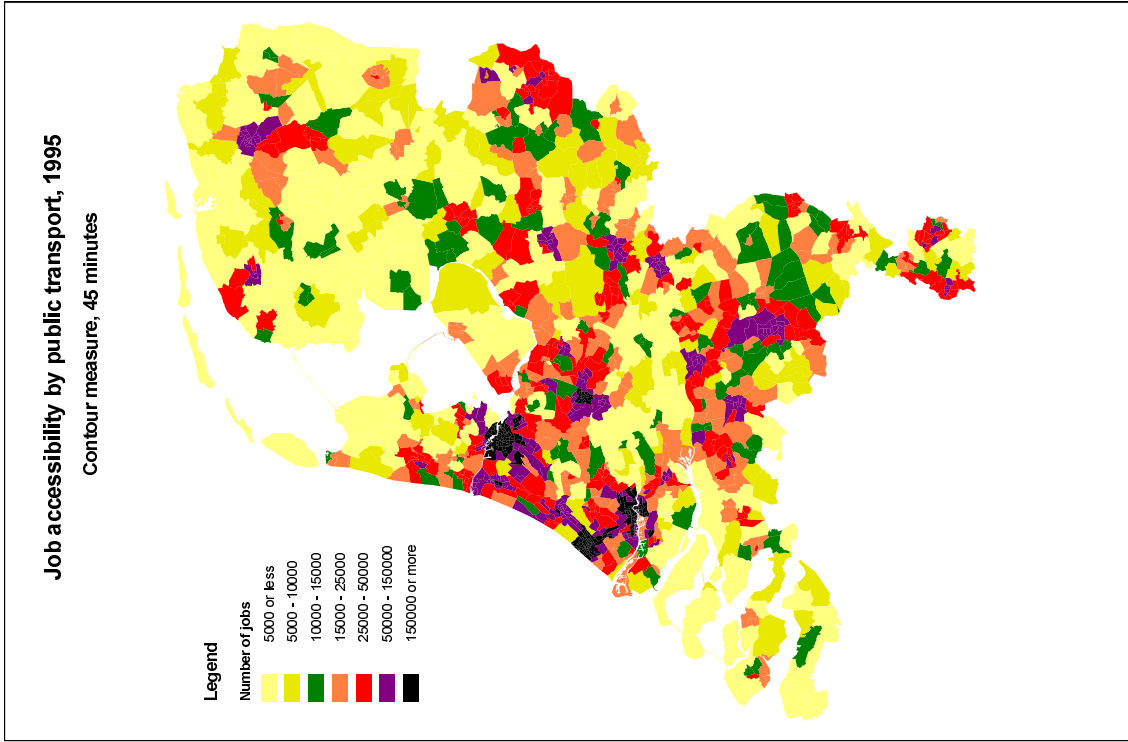 Job accessibility by public transport, 1995
Contour measure, 45 minutes
Legend
Number of jobs
5000 or less
5000 - 10000
10000 - 15000
15000 - 25000
25000 - 50000
50000 - 150000
150000 or more